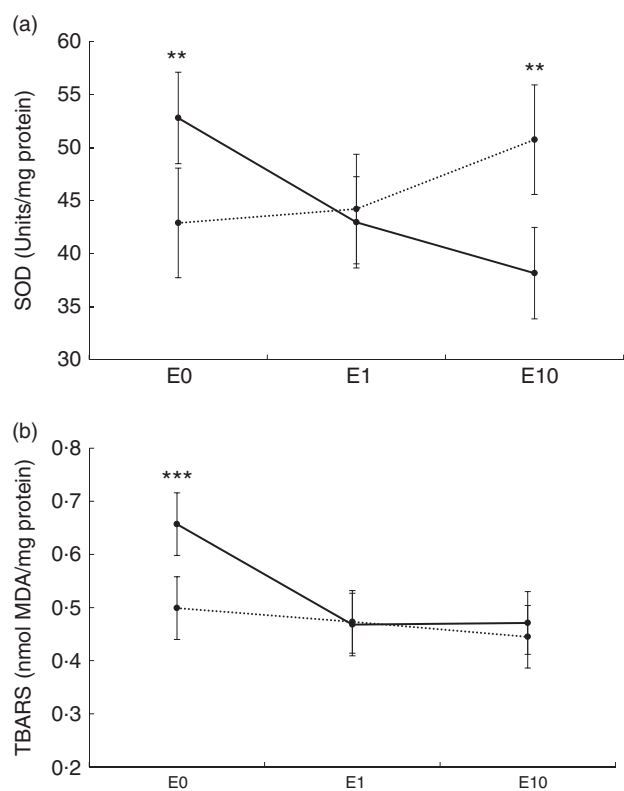 (a)
60
**
**
55
50
45
40
35
30
SOD (Units/mg protein)
E0 E1 E10
(b)
0·8
***
0·7
0·6
0·5
0·4
0·3
0·2
TBARS (nmol MDA/mg protein)
E0 E1 E10